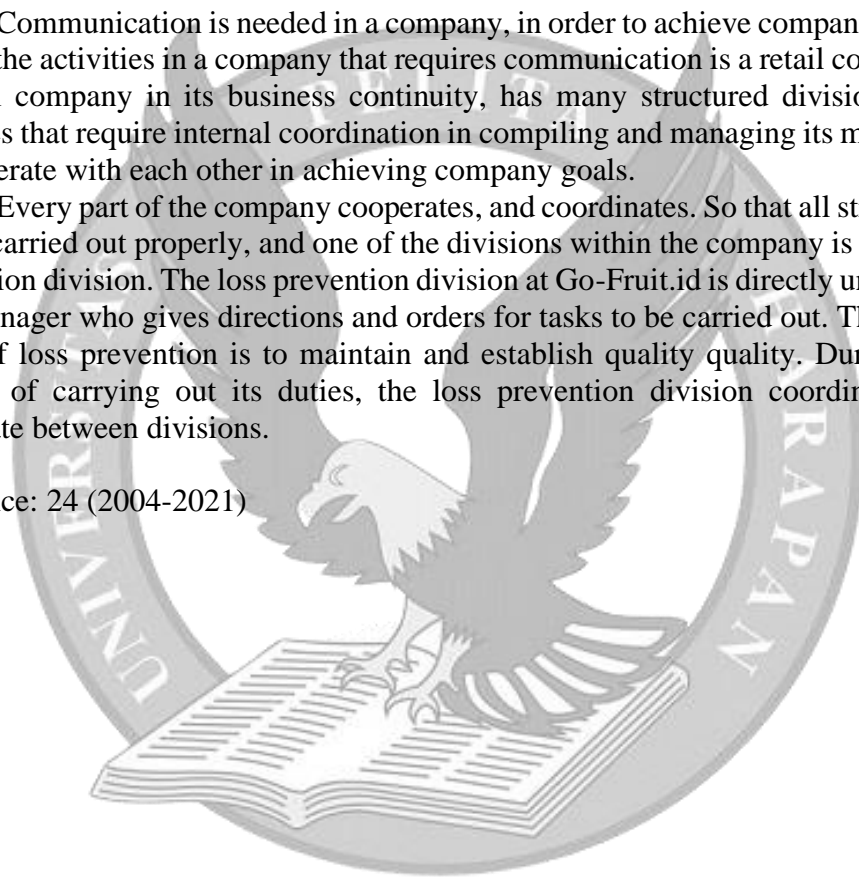 Communication is needed in a company, in order to achieve compan
the activities in a company that requires communication is a retail co
company in its business continuity, has many structured divisio
s that require internal coordination in compiling and managing its m
erate with each other in achieving company goals.
Every part of the company cooperates, and coordinates. So that all st
carried out properly, and one of the divisions within the company is
ion division. The loss prevention division at Go-Fruit.id is directly u
nager who gives directions and orders for tasks to be carried out. Th
f loss prevention is to maintain and establish quality quality. Du
of carrying out its duties, the loss prevention division coordi
te between divisions.
ce: 24 (2004-2021)
UNIVERSITAS PELITA HARAPAN